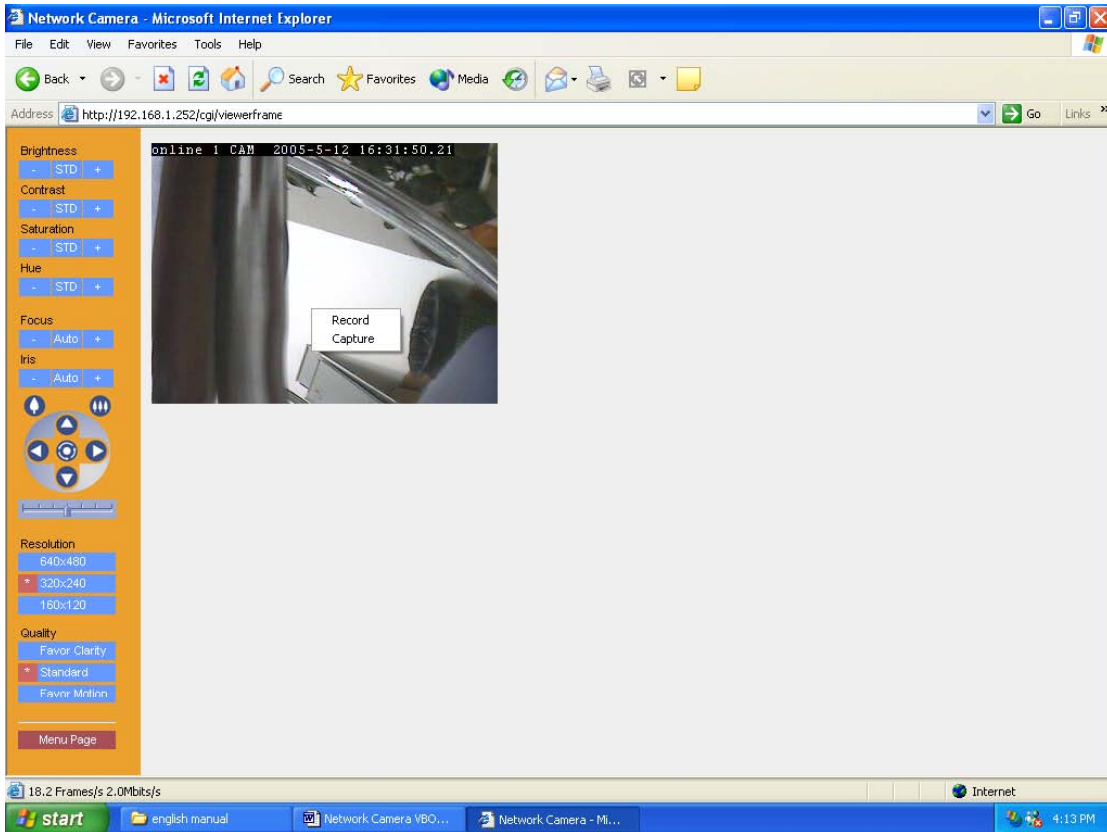 Network Camera - Microsoft Internet Explorer
File Edit View Favorites Tools Help
Back Search Favorites Media
Address http://192.168.1.252/cgi/viewerframe Go Links »
Brightness
- STD +
Contrast
- STD +
Saturation
- STD +
Hue
- STD +
Focus
- Auto +
Iris
- Auto +
Resolution
640x480
* 320x240
160x120
Quality
Favor Clarity
* Standard
Favor Motion
Menu Page
online 1 CAM 2005-5-12 16:31:50.21
Record
Capture
18.2 Frames/s 2.0Mbits/s Internet
start english manual Network Camera VBO... Network Camera - Mi... 4:13 PM